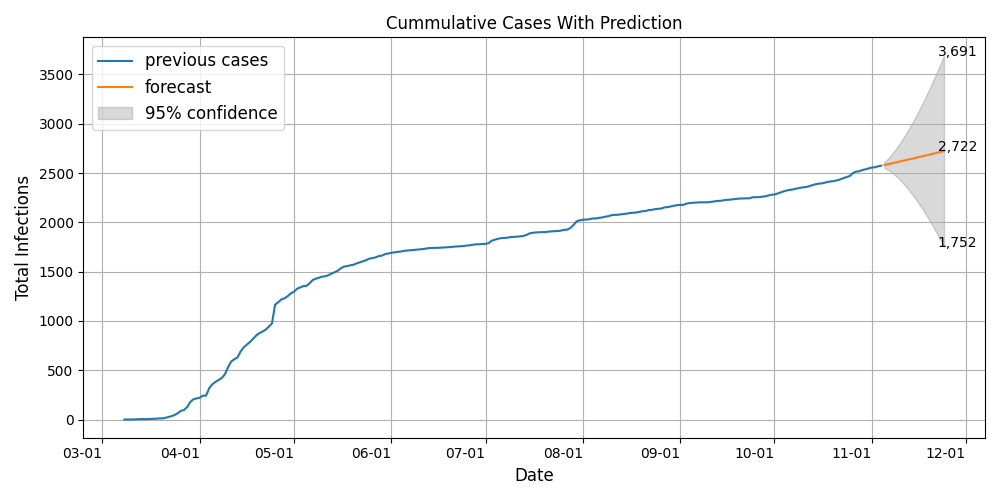 Cummulative Cases With Prediction
previous cases
forecast
95% confidence
3,691
2,722
1,752
Total Infections
3500
3000
2500
2000
1500
1000
500
0
03-01 04-01 05-01 06-01 07-01 08-01 09-01 10-01 11-01 12-01
Date